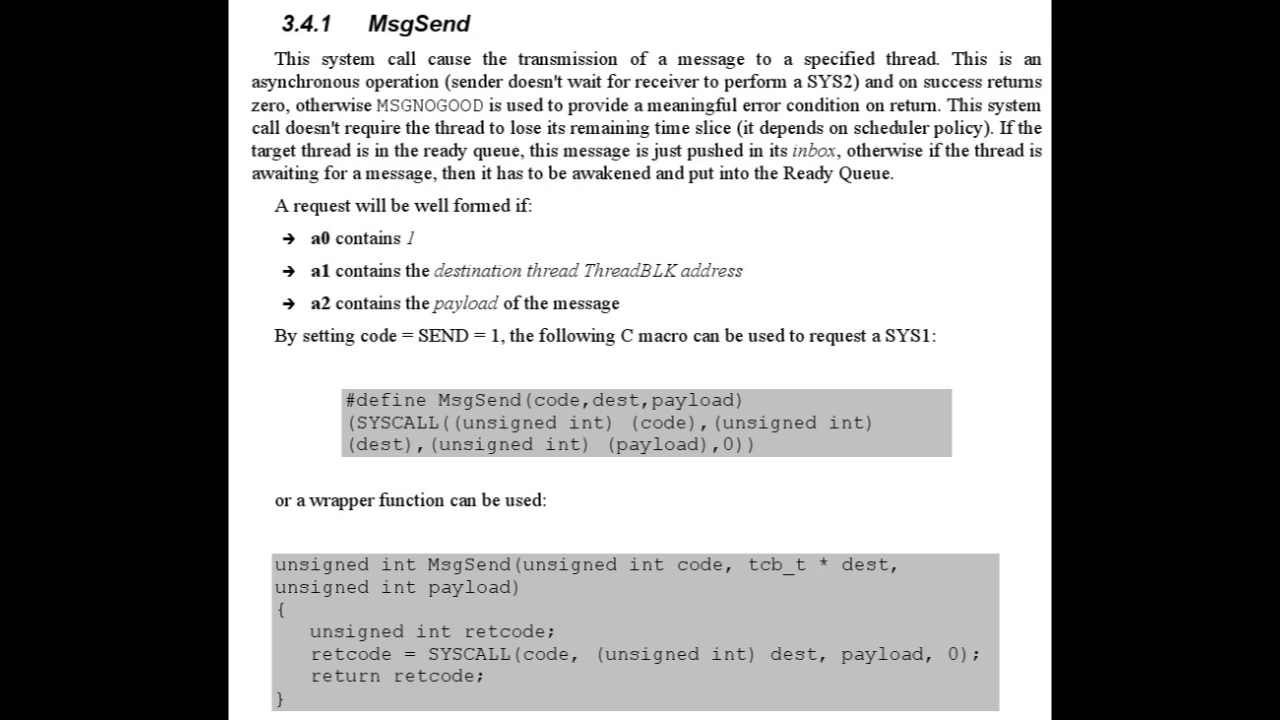 3.4.1 MsgSend
This system call cause the transmission of a message to a specified thread. This is an
asynchronous operation (sender doesn't wait for receiver to perform a SYS2) and on success returns
zero, otherwise MSGNOGOOD is used to provide a meaningful error condition on return. This system
call doesn't require the thread to lose its remaining time slice (it depends on scheduler policy). If the
target thread is in the ready queue, this message is just pushed in its inbox, otherwise if the thread is
awaiting for a message, then it has to be awakened and put into the Ready Queue.
A request will be well formed if:
➔ a0 contains 1
➔ a1 contains the destination thread ThreadBLK address
➔ a2 contains the payload of the message
By setting code = SEND = 1, the following C macro can be used to request a SYS1:
#define MsgSend(code,dest,payload)
(SYSCALL((unsigned int) (code),(unsigned int)
(dest),(unsigned int) (payload),0))
or a wrapper function can be used:
unsigned int MsgSend(unsigned int code, tcb_t * dest,
unsigned int payload)
{
unsigned int retcode;
retcode = SYSCALL(code, (unsigned int) dest, payload, 0);
return retcode;
}